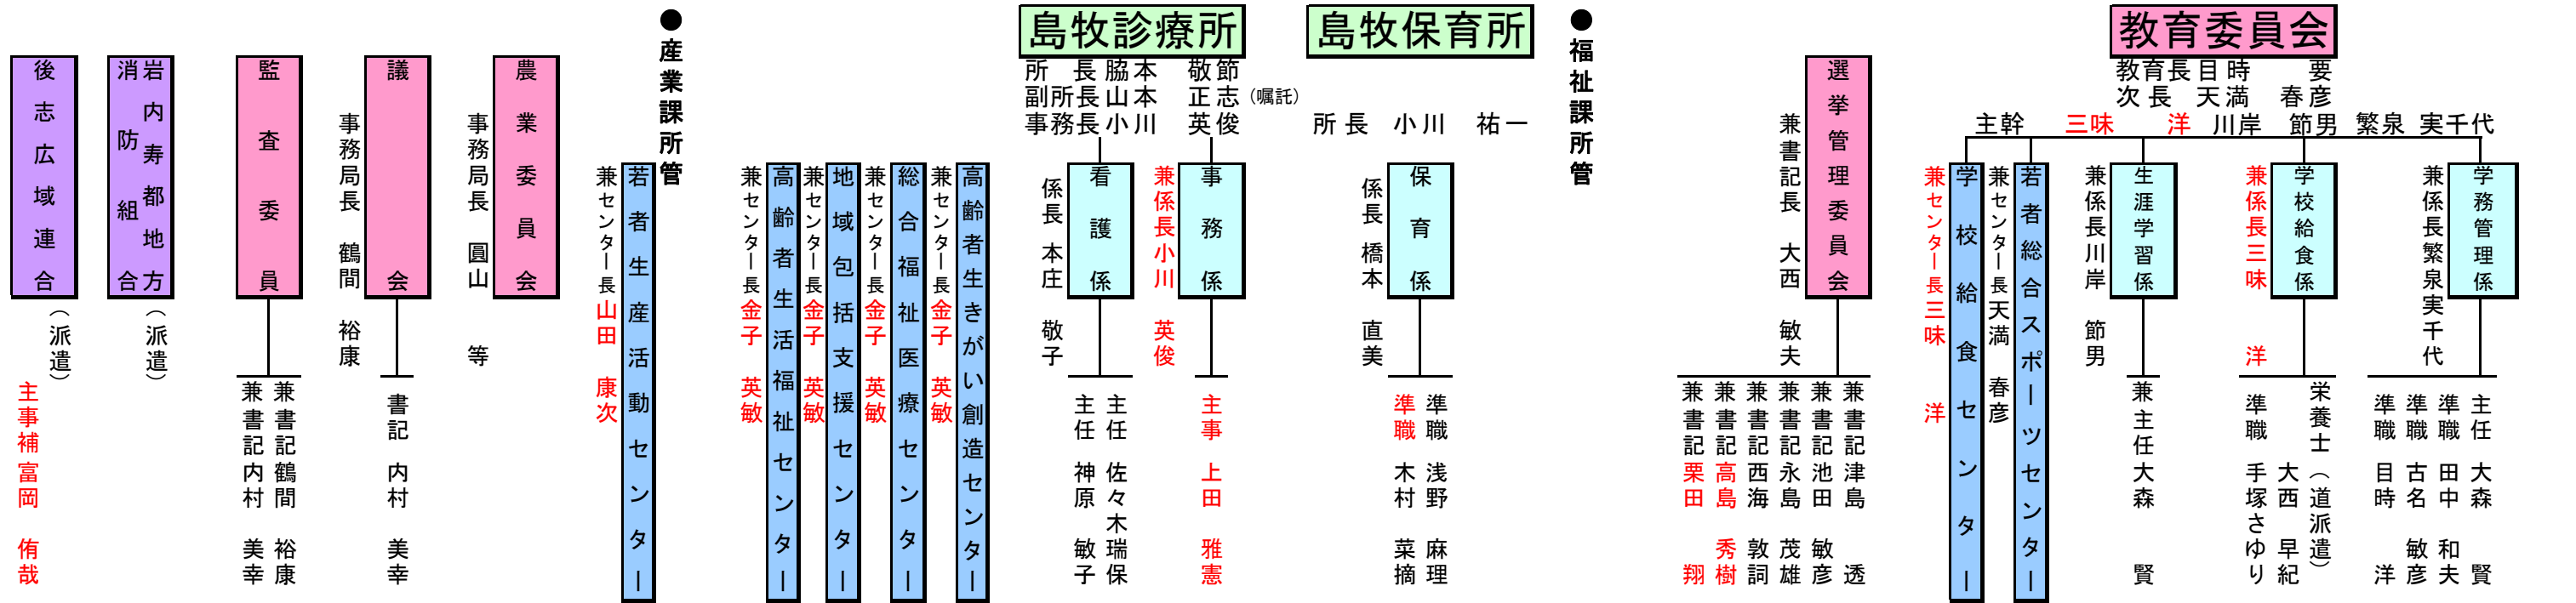 教育委員会
教育長 目時 要
次長 天満 春彦
主幹 三味 洋 川岸 節男 繁泉 実千代
学務管理係
兼係長 繁泉 実千代
主任 大森 賢
準職 田中 和夫
準職 古名 敏彦
準職 目時 洋
学校給食係
兼係長 三味 洋
栄養士(道派遣)
大西 早紀
準職 手塚 さゆり
生涯学習係
兼係長 川岸 節男
兼主任 大森 賢
若者総合スポーツセンター
兼センター長 天満 春彦
学校給食センター
兼センター長 三味 洋
選挙管理委員会
兼書記長 大西 敏夫
兼書記 津島 透
兼書記 池田 敏彦
兼書記 永島 茂雄
兼書記 西海 敦詞
兼書記 高島 秀樹
兼書記 栗田 翔
●福祉課所管
島牧保育所
所長 小川 祐一
保育係
係長 橋本 直美
準職 浅野 麻理
準職 木村 菜摘
島牧診療所
所長 脇本 敬節
副所長 山本 正志(嘱託)
事務長 小川 英俊
事務係
兼係長 小川 英俊
主事 上田 雅憲
看護係
係長 本庄 敬子
主任 佐々木 瑞保
主任 神原 敏子
高齢者生きがい創造センター
兼センター長 金子 英敏
総合福祉医療センター
兼センター長 金子 英敏
地域包括支援センター
兼センター長 金子 英敏
高齢者生活福祉センター
兼センター長 金子 英敏
●産業課所管
若者生産活動センター
兼センター長 山田 康次
農業委員会
事務局長 圓山 等
議会
事務局長 鶴間 裕康
書記 内村 美幸
監査委員
兼書記 鶴間 裕康
兼書記 内村 美幸
岩内寿都地方
消防組合
(派遣)
後志広域連合
(派遣)
主事補 富岡 侑哉